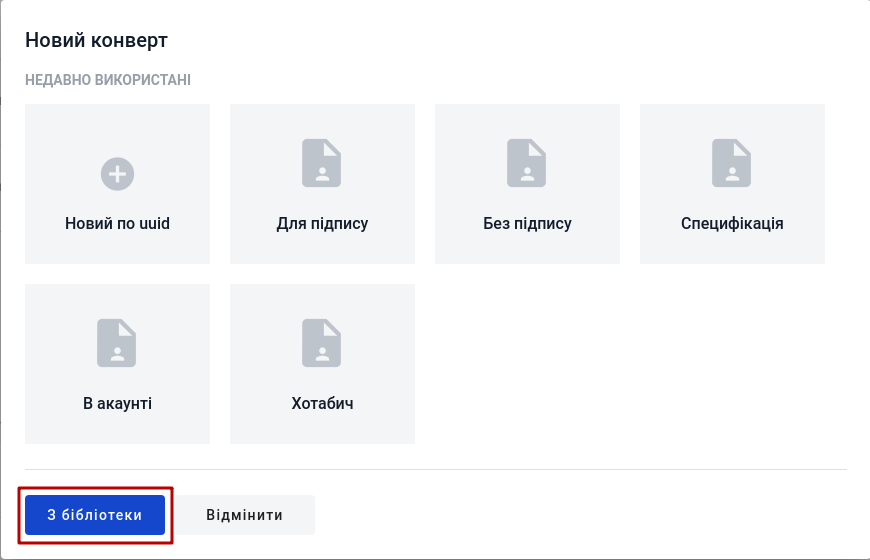 Новий конверт
НЕДАВНО ВИКОРИСТАНІ
Новий по uuid
Для підпису
Без підпису
Специфікація
В акаунті
Хотабич
З бібліотеки
Відмінити